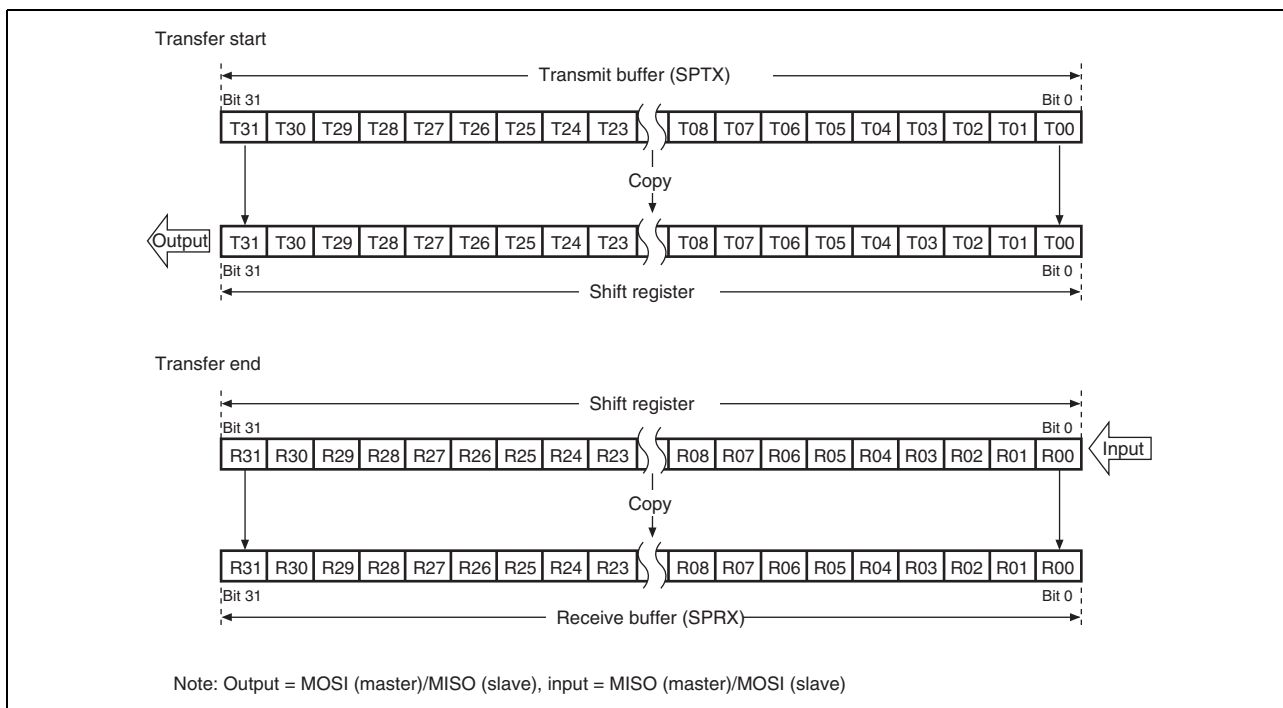 Transfer start
Transmit buffer (SPTX)
Bit 31 Bit 0
T31 T30 T29 T28 T27 T26 T25 T24 T23 T08 T07 T06 T05 T04 T03 T02 T01 T00
Copy
Output T31 T30 T29 T28 T27 T26 T25 T24 T23 T08 T07 T06 T05 T04 T03 T02 T01 T00
Bit 31 Bit 0
Shift register
Transfer end
Shift register
Bit 31 Bit 0
R31 R30 R29 R28 R27 R26 R25 R24 R23 R08 R07 R06 R05 R04 R03 R02 R01 R00 Input
Copy
R31 R30 R29 R28 R27 R26 R25 R24 R23 R08 R07 R06 R05 R04 R03 R02 R01 R00
Bit 31 Bit 0
Receive buffer (SPRX)
Note: Output = MOSI (master)/MISO (slave), input = MISO (master)/MOSI (slave)